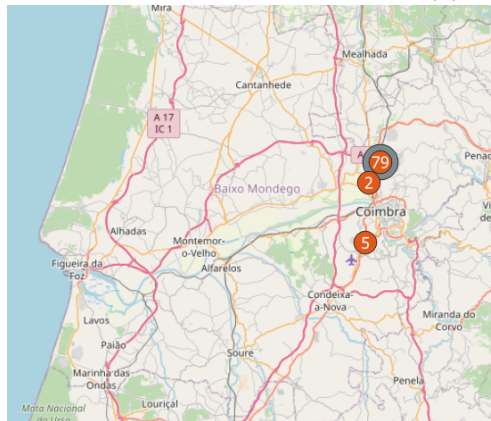 Mira
Mealhada
Cantanhede
A 17
IC 1
A
79
Penac
2
Baixo Mondego
Coimbra
Alhadas
Montemor-
o-Velho
5
Figueira da
Foz
Alfarelos
Condeixa-
a-Nova
Lavos
Miranda do
Corvo
Paião
Soure
Marinha das
Ondas
Penela
Louriçal
Mata Nacional